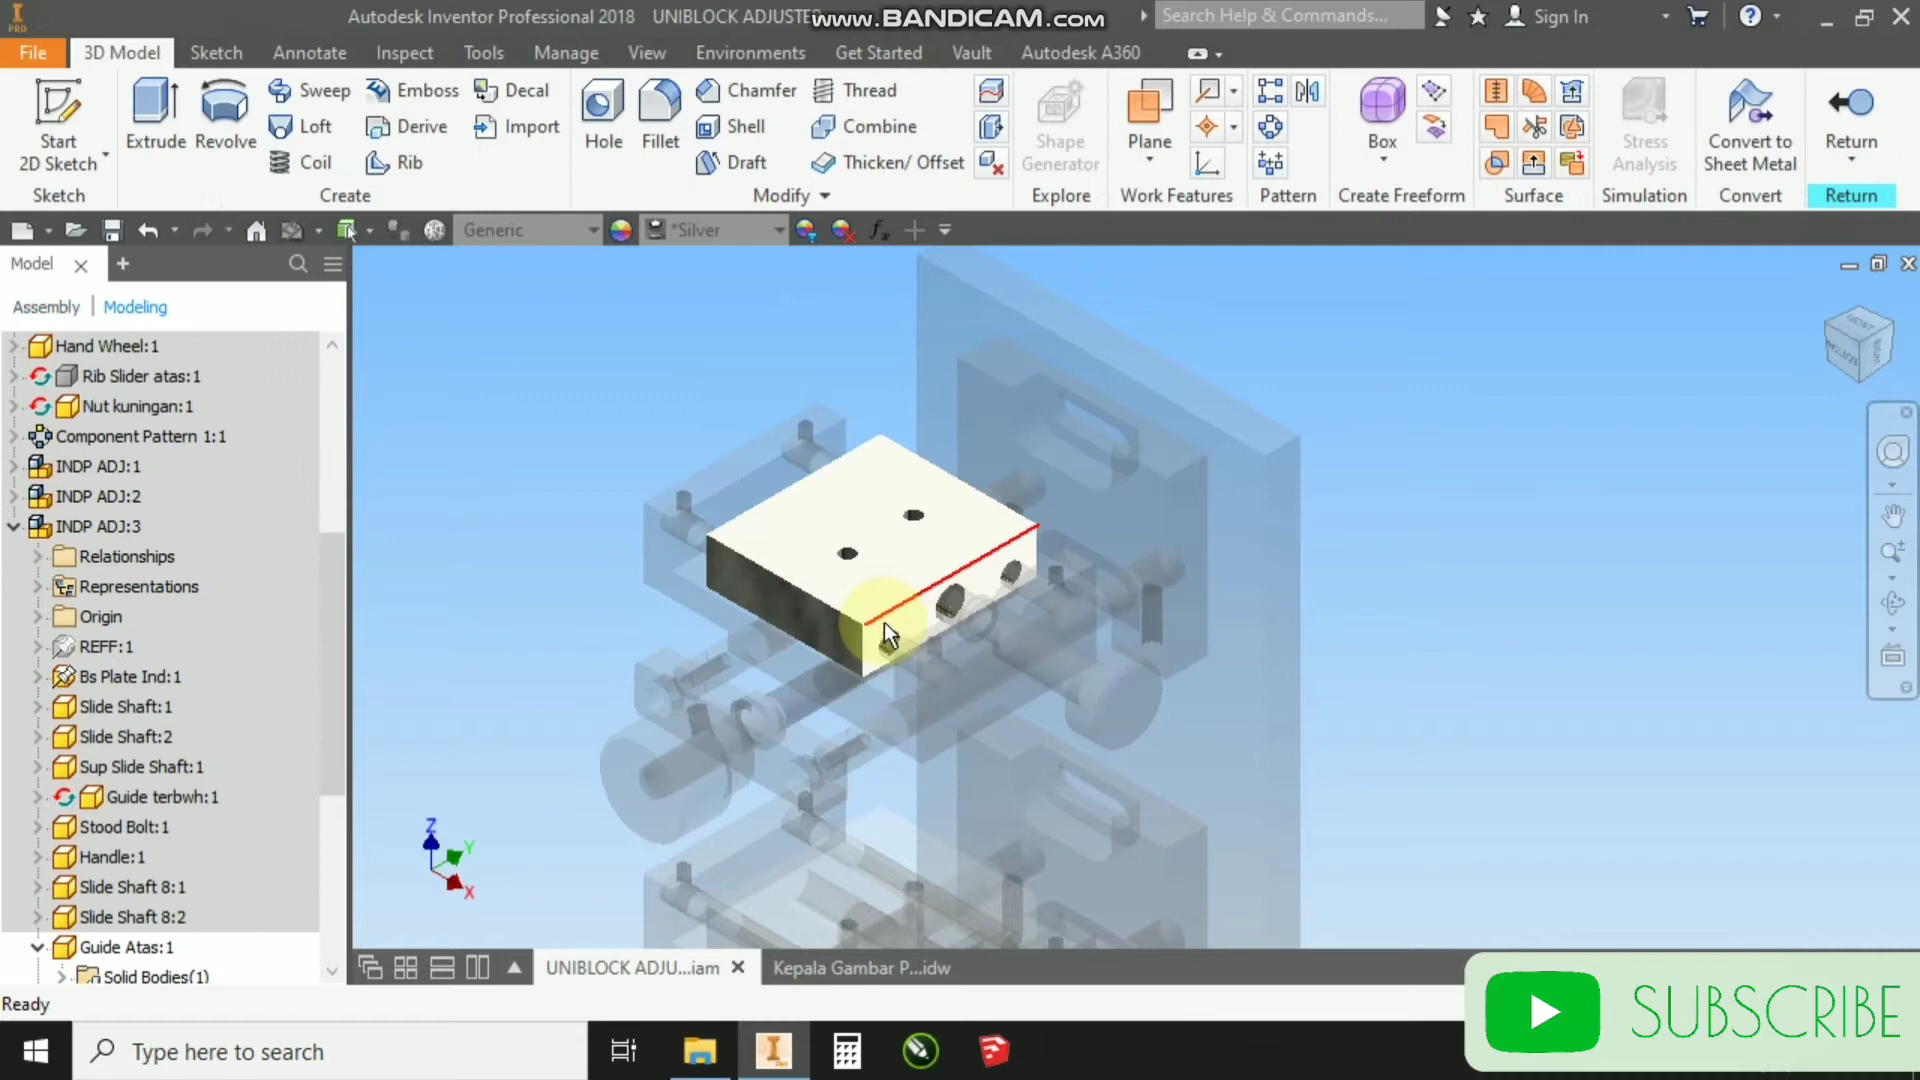 Autodesk Inventor Professional 2018 UNIBLOCK ADJUSTER
www.BANDICAM.com
Search Help & Commands...
Sign In
File 3D Model Sketch Annotate Inspect Tools Manage View Environments Get Started Vault Autodesk A360
Start
2D Sketch
Extrude
Revolve
Sweep
Loft
Coil
Emboss
Derive
Rib
Decal
Import
Hole
Fillet
Chamfer
Shell
Draft
Thread
Combine
Thicken/ Offset
Shape
Generator
Plane
Box
Stress
Analysis
Convert to
Sheet Metal
Return
Sketch Create Modify Explore Work Features Pattern Create Freeform Surface Simulation Convert Return
Generic *Silver fx
Model
Assembly Modeling
Hand Wheel:1
Rib Slider atas:1
Nut kuningan:1
Component Pattern 1:1
INDP ADJ:1
INDP ADJ:2
INDP ADJ:3
Relationships
Representations
Origin
REFF:1
Bs Plate Ind:1
Slide Shaft:1
Slide Shaft:2
Sup Slide Shaft:1
Guide terbwh:1
Stood Bolt:1
Handle:1
Slide Shaft 8:1
Slide Shaft 8:2
Guide Atas:1
Solid Bodies(1)
Z
Y
X
UNIBLOCK ADJU...iam Kepala Gambar P...idw
Ready
SUBSCRIBE
Type here to search